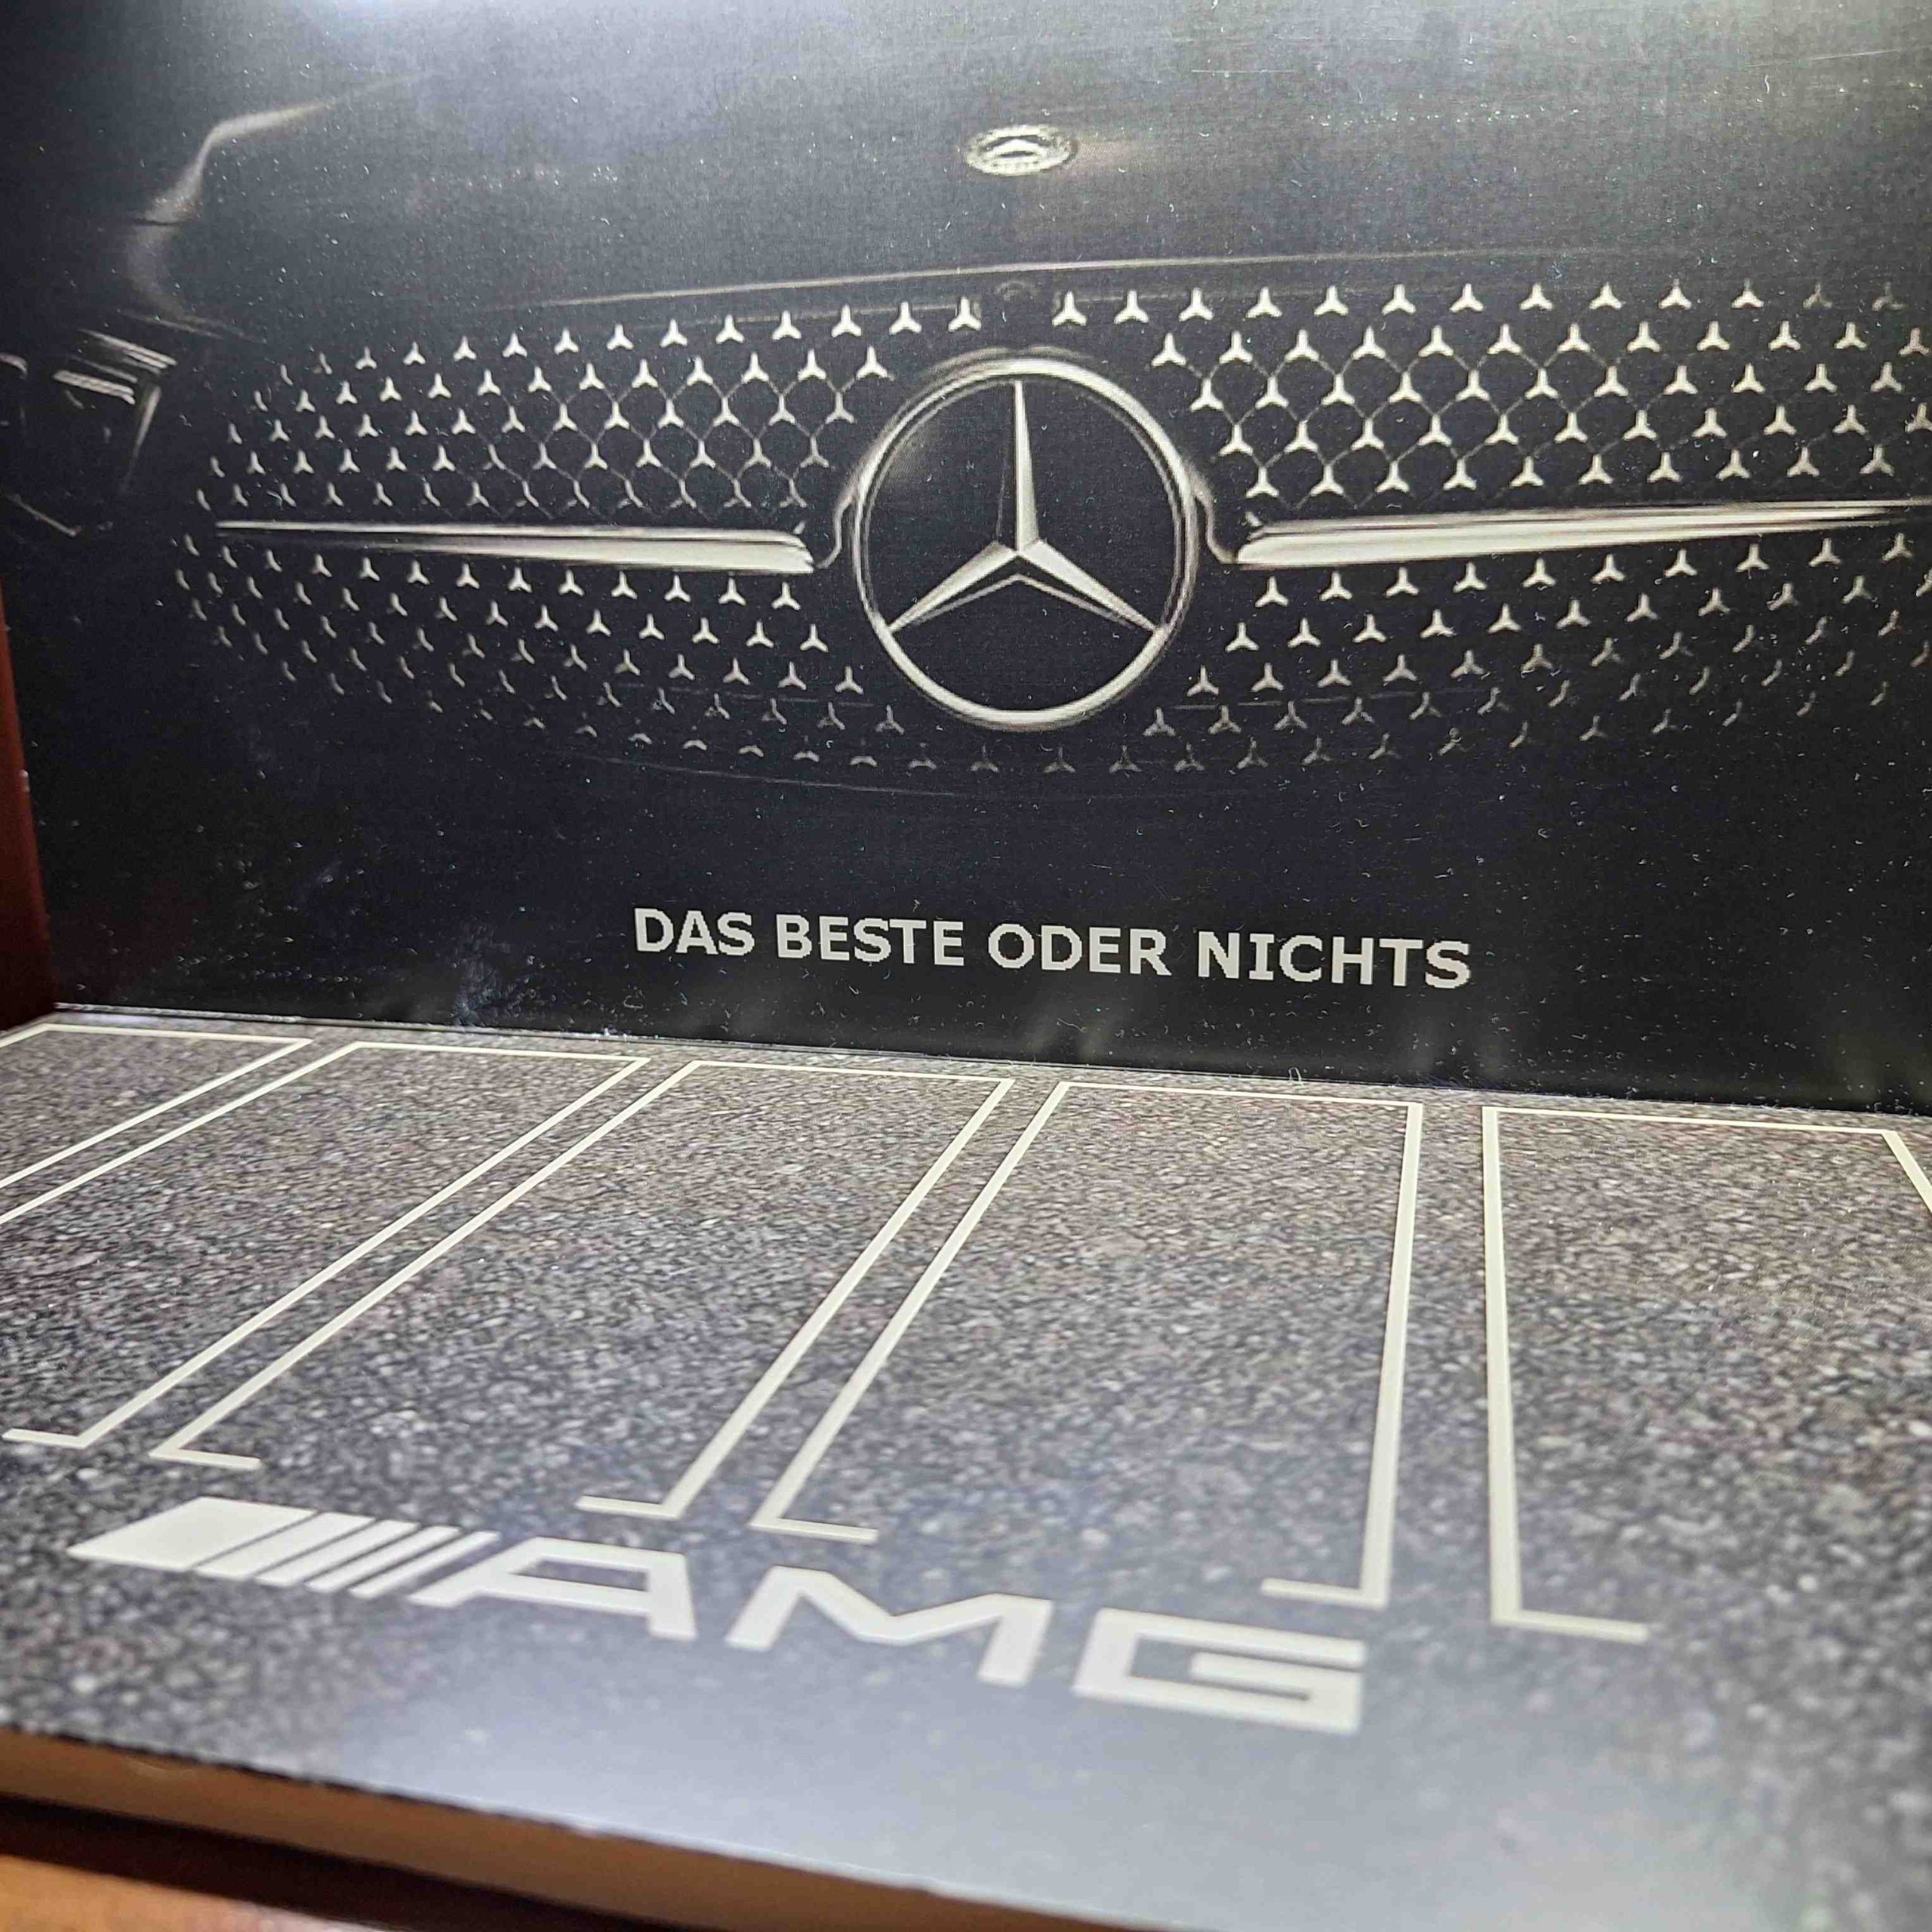 DAS BESTE ODER NICHTS
AMG